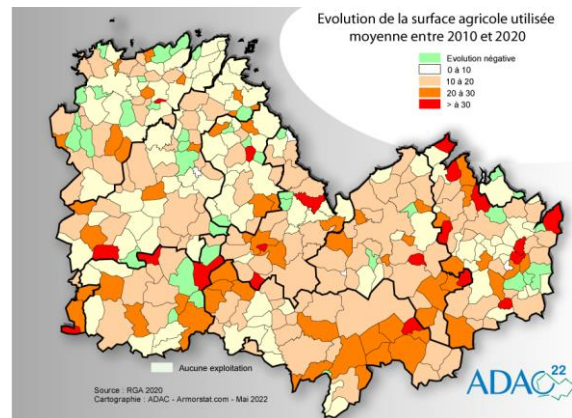 Evolution de la surface agricole utilisée
moyenne entre 2010 et 2020
Evolution négative
0 à 10
10 à 20
20 à 30
> à 30
Aucune exploitation
Source : RGA 2020
Cartographie : ADAC - Armorstat.com - Mai 2022
ADAC 22